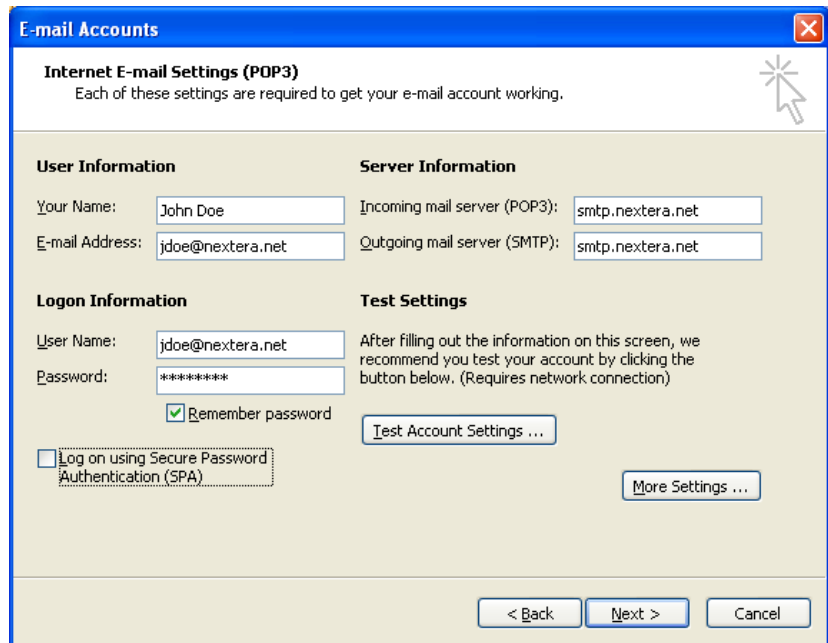 E-mail Accounts
Internet E-mail Settings (POP3)
Each of these settings are required to get your e-mail account working.
User Information
Your Name:
John Doe
E-mail Address:
jdoe@nextera.net
Server Information
Incoming mail server (POP3):
smtp.nextera.net
Outgoing mail server (SMTP):
smtp.nextera.net
Logon Information
User Name:
jdoe@nextera.net
Password:
********
Remember password
Log on using Secure Password
Authentication (SPA)
Test Settings
After filling out the information on this screen, we
recommend you test your account by clicking the
button below. (Requires network connection)
Test Account Settings ...
More Settings ...
< Back
Next >
Cancel